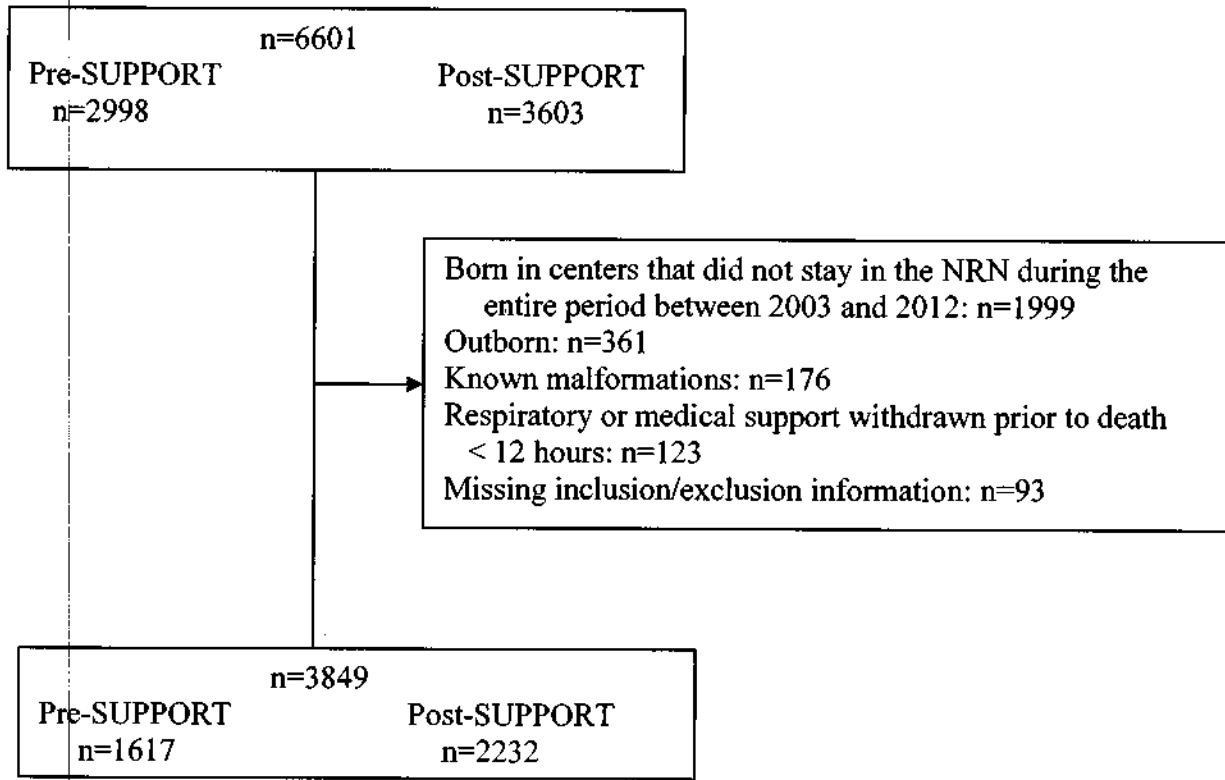 n=6601
Pre-SUPPORT Post-SUPPORT
n=2998 n=3603
Born in centers that did not stay in the NRN during the
entire period between 2003 and 2012: n=1999
Outborn: n=361
Known malformations: n=176
Respiratory or medical support withdrawn prior to death
< 12 hours: n=123
Missing inclusion/exclusion information: n=93
n=3849
Pre-SUPPORT Post-SUPPORT
n=1617 n=2232